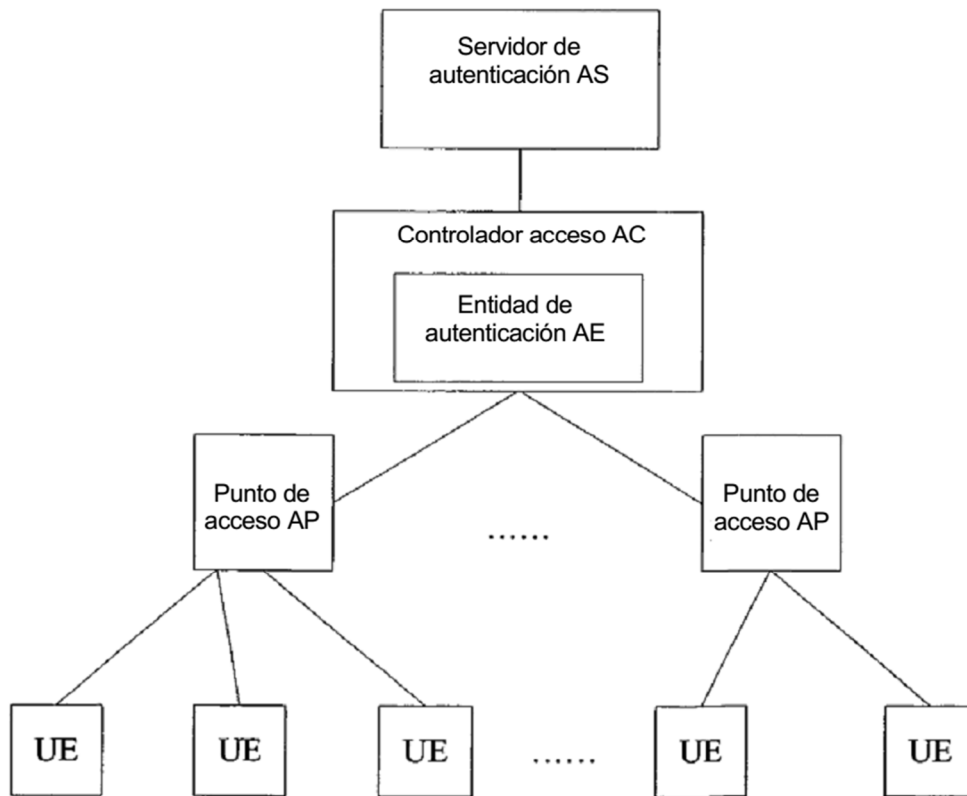 Servidor de
autenticación AS
Controlador acceso AC
Entidad de
autenticación AE
Punto de
acceso AP
......
Punto de
acceso AP
UE
UE
UE
......
UE
UE